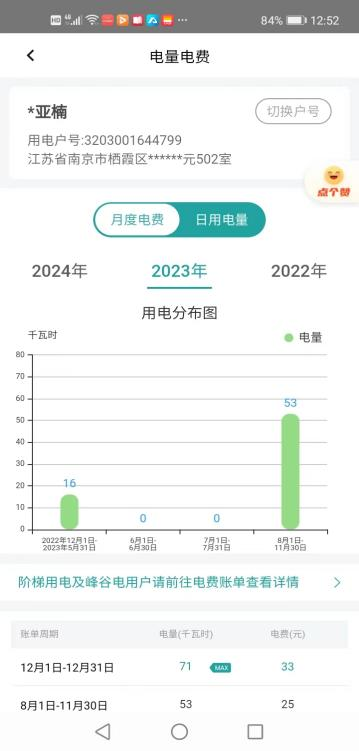 HD 4G 84% 12:52
电量电费
*亚楠 切换户号
用电户号:3203001644799
江苏省南京市栖霞区******元502室
点个赞
月度电费 日用电量
2024年 2023年 2022年
用电分布图
千瓦时 电量
80
70
60
53
50
40
30
20
16
10
0 0
0
2022年12月1日- 6月1日- 7月1日- 8月1日-
2023年5月31日 6月30日 7月31日 11月30日
阶梯用电及峰谷电用户请前往电费账单查看详情
账单周期 电量(千瓦时) 电费(元)
12月1日-12月31日 71 MAX 33
8月1日-11月30日 53 25